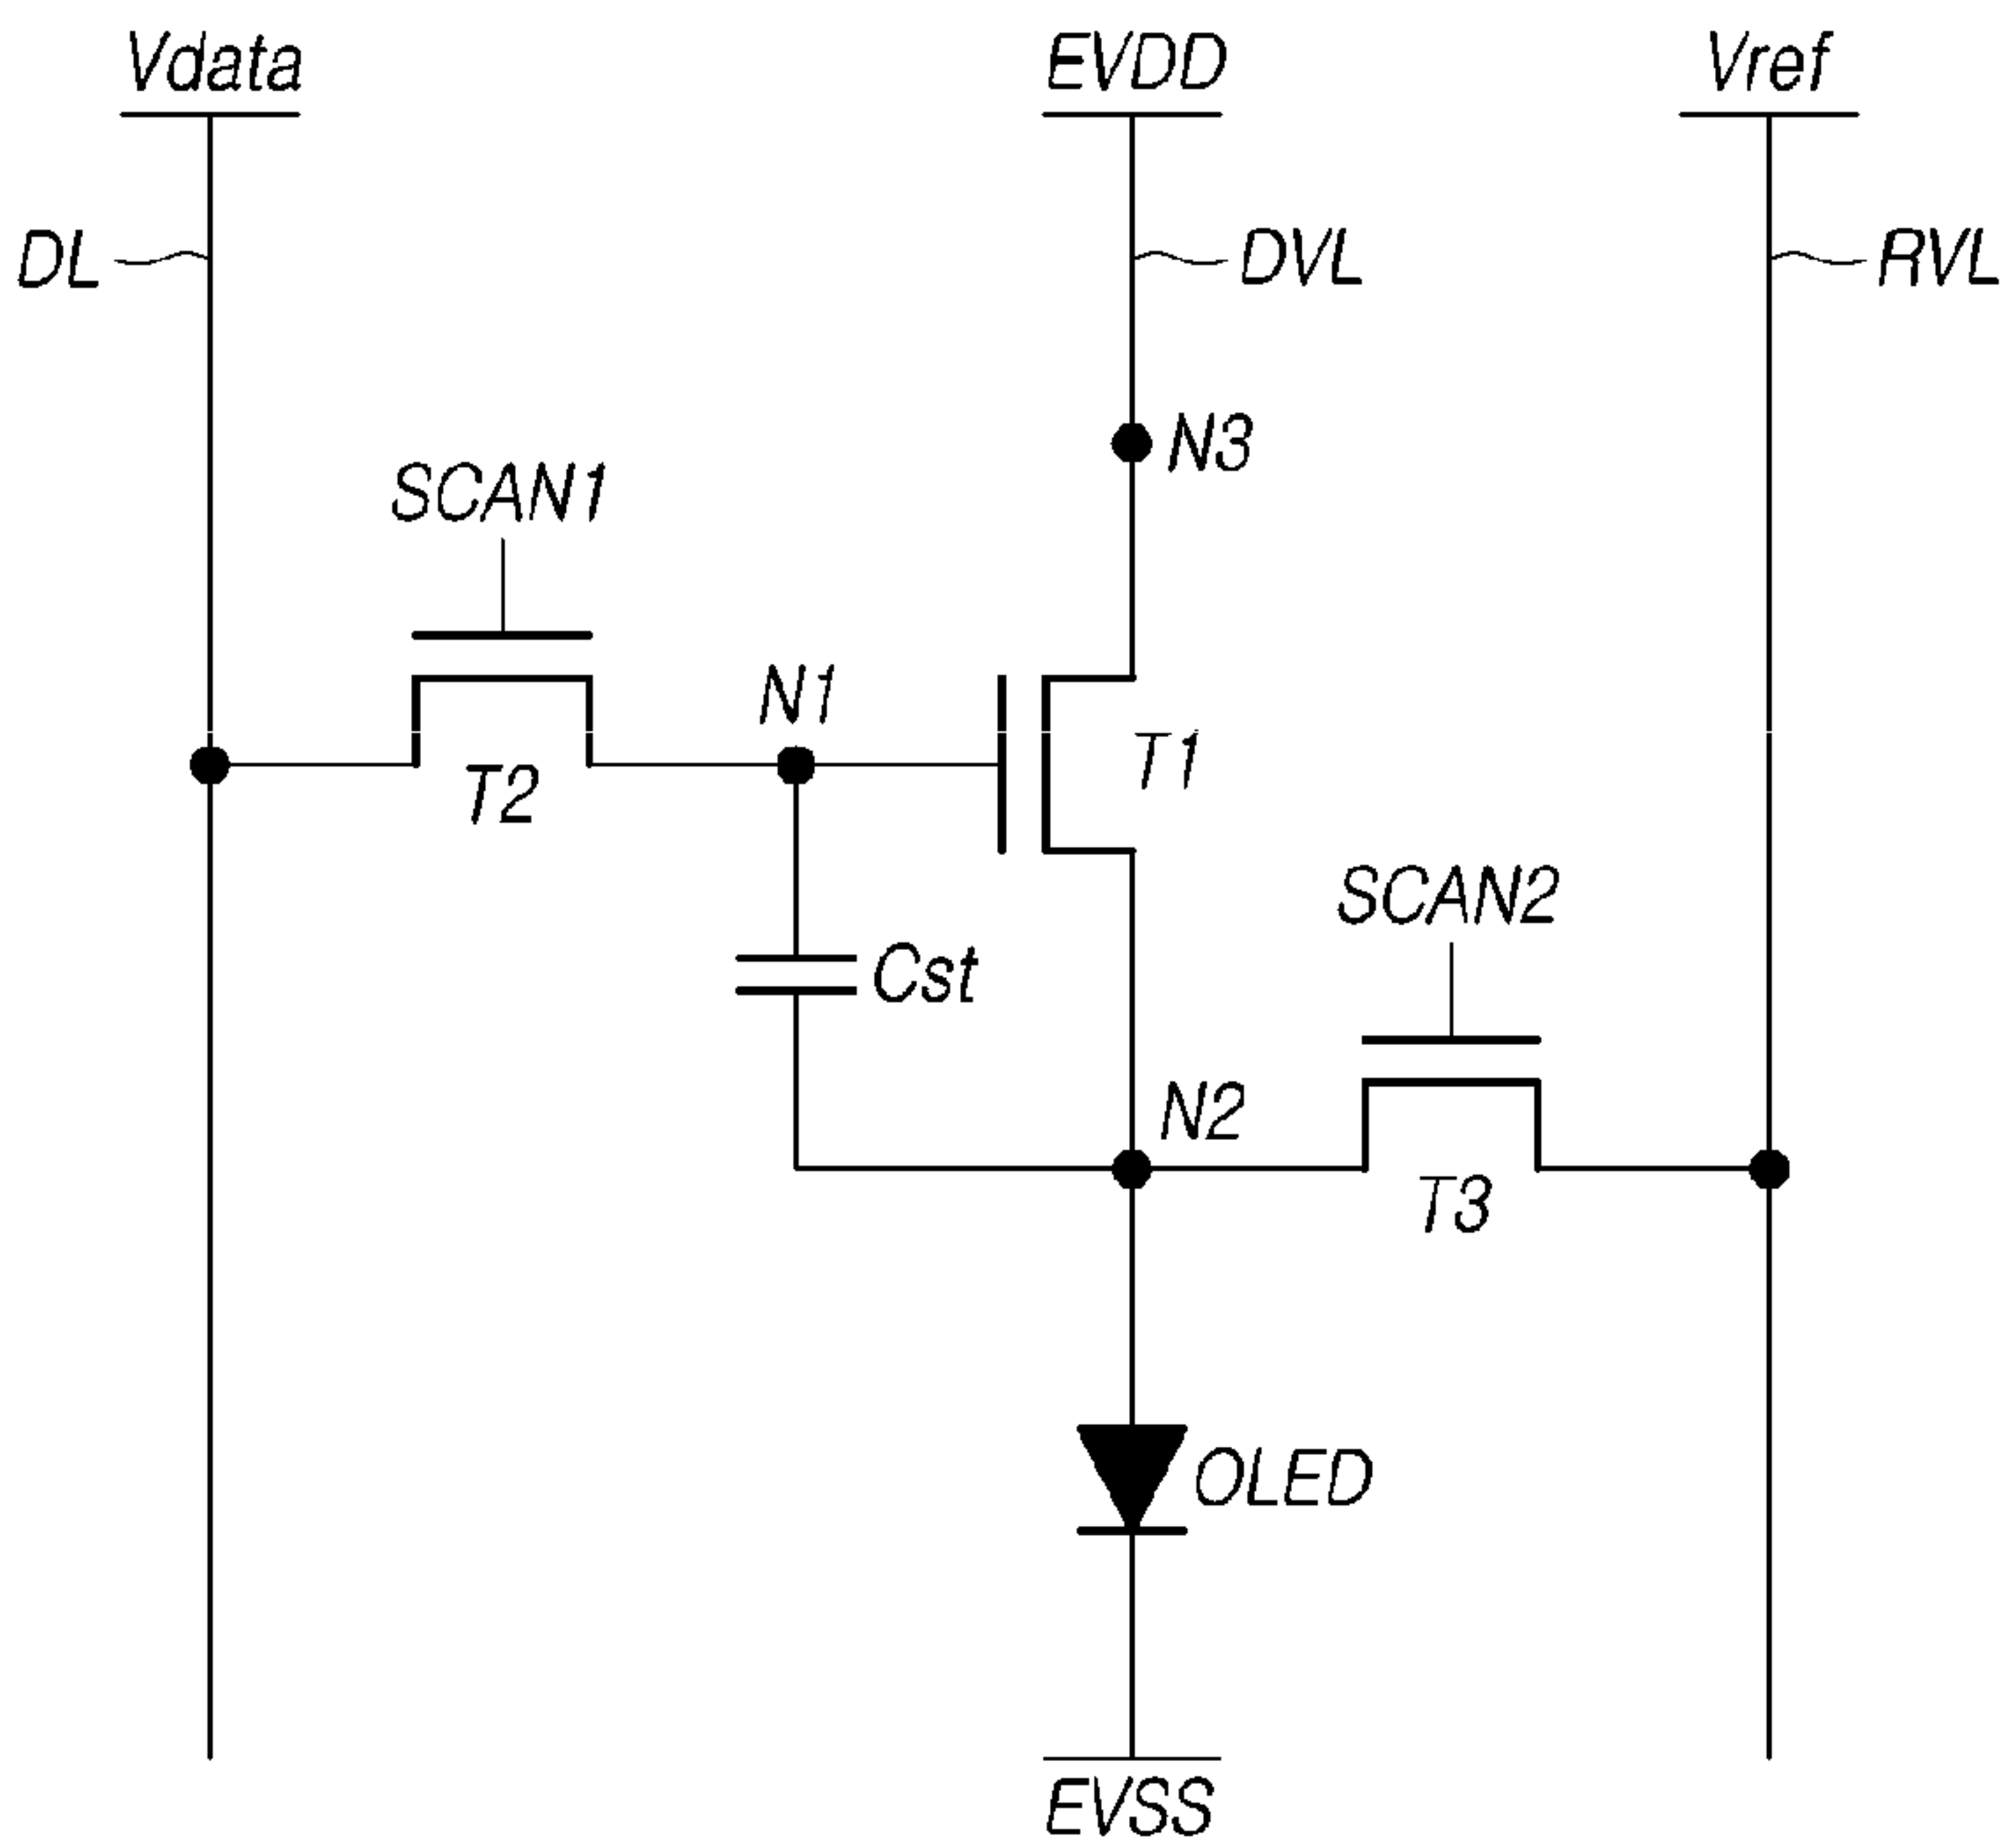 Vdata
EVDD
Vref
DL
DVL
RVL
N3
SCAN1
N1
T1
T2
SCAN2
Cst
N2
T3
OLED
EVSS